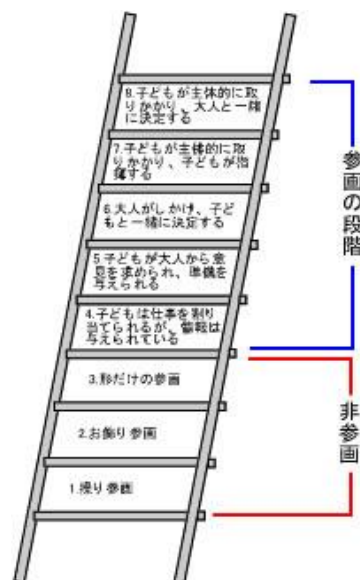 8.子どもが主体的に取
りかかり、大人と一緒
に決定する
7.子どもが主体的に取
りかかり、子どもが指
揮する
6.大人がしかけ、子ど
もと一緒に決定する
5.子どもが大人から意
見を求められ、
与えられる
4.子どもは仕事を割り
当てられるが、情報は
与えられている
3.形だけの参画
2.お飾り参画
1.操り参画
参画の段階
非参画